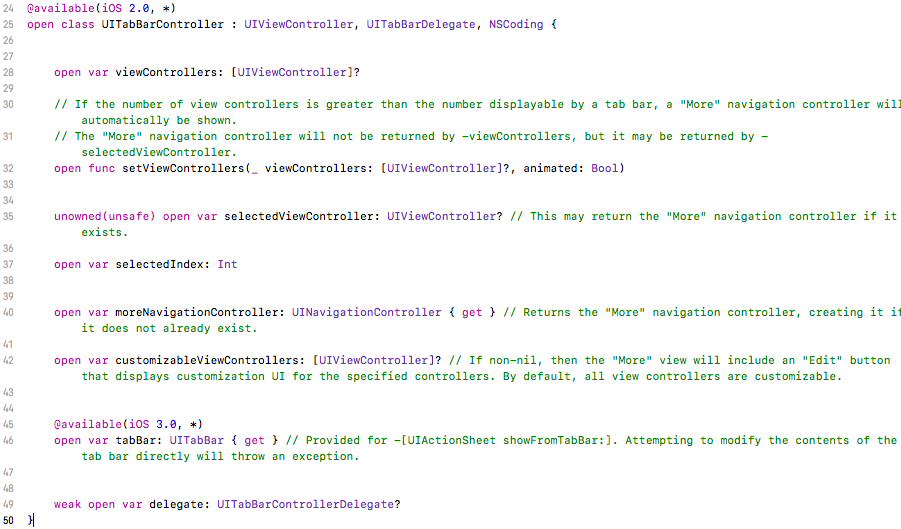 24 @available(iOS 2.0, *)
25 open class UITabBarController : UIViewController, UITabBarDelegate, NSCoding {
26
27
28 open var viewControllers: [UIViewController]?
29
30 // If the number of view controllers is greater than the number displayable by a tab bar, a "More" navigation controller will
automatically be shown.
31 // The "More" navigation controller will not be returned by -viewControllers, but it may be returned by -
selectedViewController.
32 open func setViewControllers(_ viewControllers: [UIViewController]?, animated: Bool)
33
34
35 unowned(unsafe) open var selectedViewController: UIViewController? // This may return the "More" navigation controller if it
exists.
36
37 open var selectedIndex: Int
38
39
40 open var moreNavigationController: UINavigationController { get } // Returns the "More" navigation controller, creating it if
it does not already exist.
41
42 open var customizableViewControllers: [UIViewController]? // If non-nil, then the "More" view will include an "Edit" button
that displays customization UI for the specified controllers. By default, all view controllers are customizable.
43
44
45 @available(iOS 3.0, *)
46 open var tabBar: UITabBar { get } // Provided for -[UIActionSheet showFromTabBar:]. Attempting to modify the contents of the
tab bar directly will throw an exception.
47
48
49 weak open var delegate: UITabBarControllerDelegate?
50 }